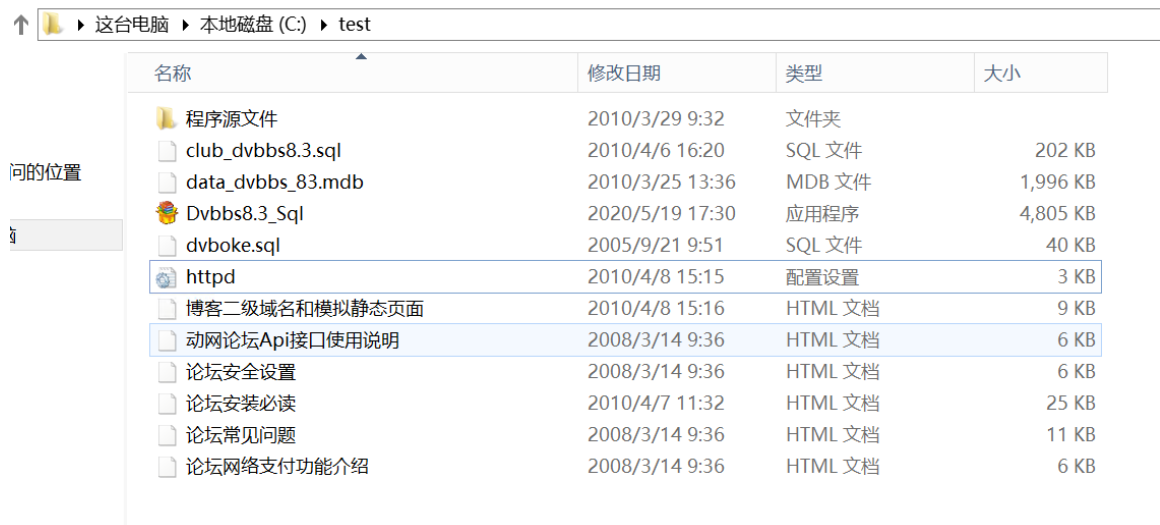 这台电脑 本地磁盘 (C:) test
名称 修改日期 类型 大小
程序源文件 2010/3/29 9:32 文件夹
club_dvbbs8.3.sql 2010/4/6 16:20 SQL 文件 202 KB
问的位置
data_dvbbs_83.mdb 2010/3/25 13:36 MDB 文件 1,996 KB
Dvbbs8.3_Sql 2020/5/19 17:30 应用程序 4,805 KB
dvboke.sql 2005/9/21 9:51 SQL 文件 40 KB
httpd 2010/4/8 15:15 配置设置 3 KB
博客二级域名和模拟静态页面 2010/4/8 15:16 HTML 文档 9 KB
动网论坛Api接口使用说明 2008/3/14 9:36 HTML 文档 6 KB
论坛安全设置 2008/3/14 9:36 HTML 文档 6 KB
论坛安装必读 2010/4/7 11:32 HTML 文档 25 KB
论坛常见问题 2008/3/14 9:36 HTML 文档 11 KB
论坛网络支付功能介绍 2008/3/14 9:36 HTML 文档 6 KB